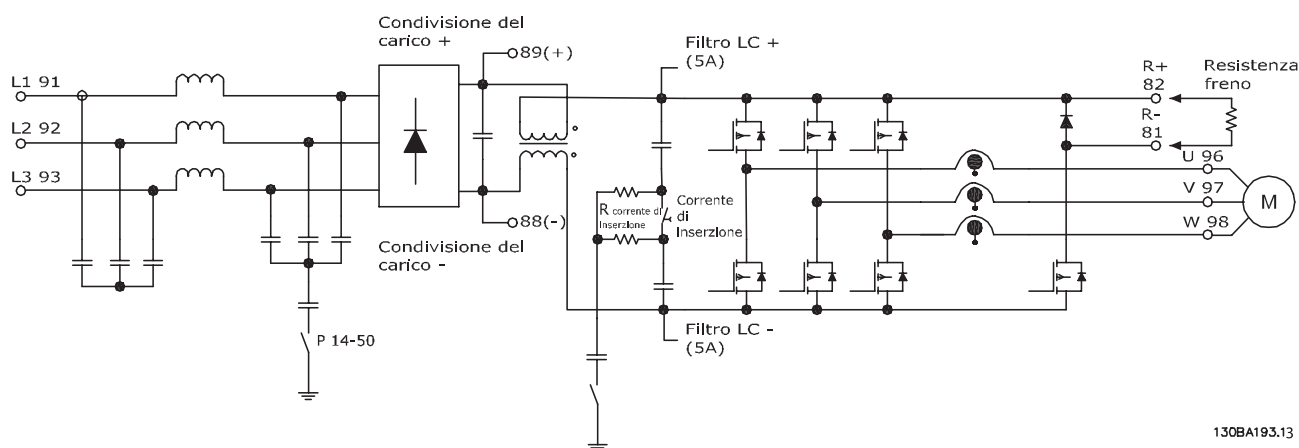 Condivisione del
carico +
89(+)
Filtro LC +
(5A)
R+
82
Resistenza
freno
L1 91
L2 92
L3 93
R-
81
U 96
V 97
W 98
M
R corrente di
Inserzione
Corrente
di
Inserzione
88(-)
Condivisione del
carico -
P 14-50
Filtro LC -
(5A)
130BA193.13